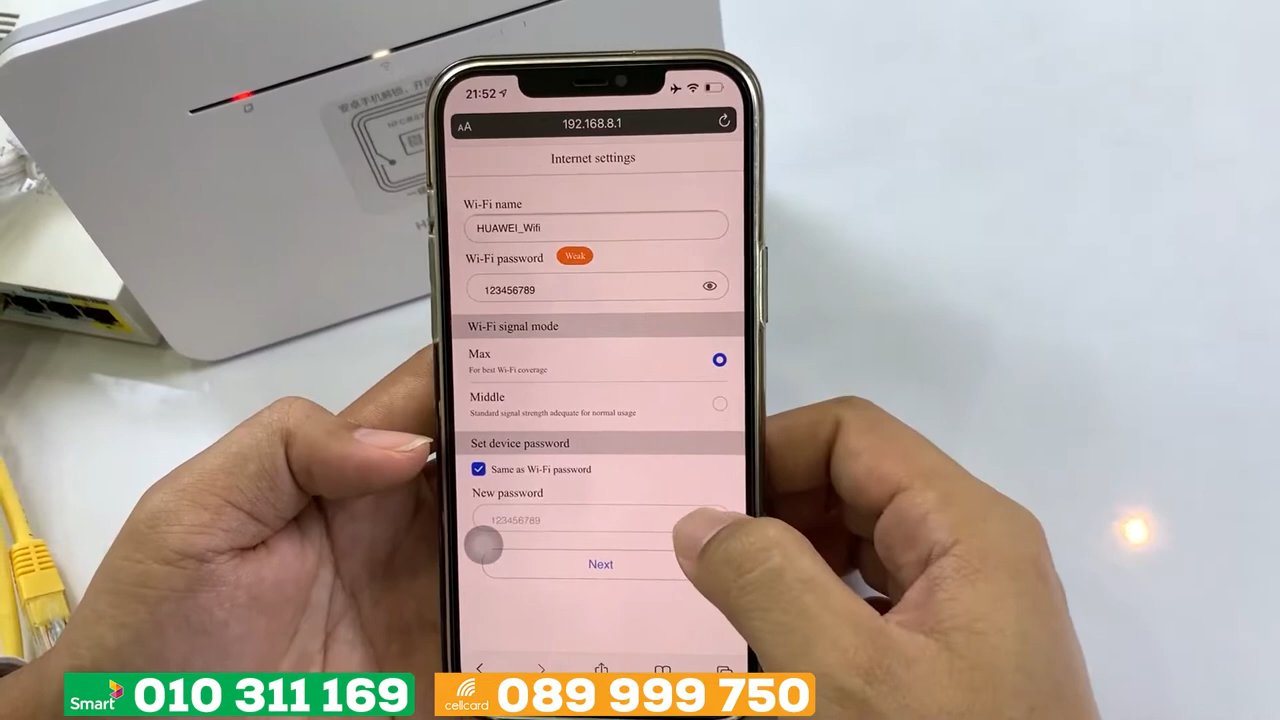 21:52
AA 192.168.8.1
Internet settings
Wi-Fi name
HUAWEI_Wifi
Wi-Fi password Weak
123456789
Wi-Fi signal mode
Max
For best Wi-Fi coverage
Middle
Standard signal strength adequate for normal usage
Set device password
Same as Wi-Fi password
New password
123456789
Next
Smart 010 311 169
cellcard 089 999 750